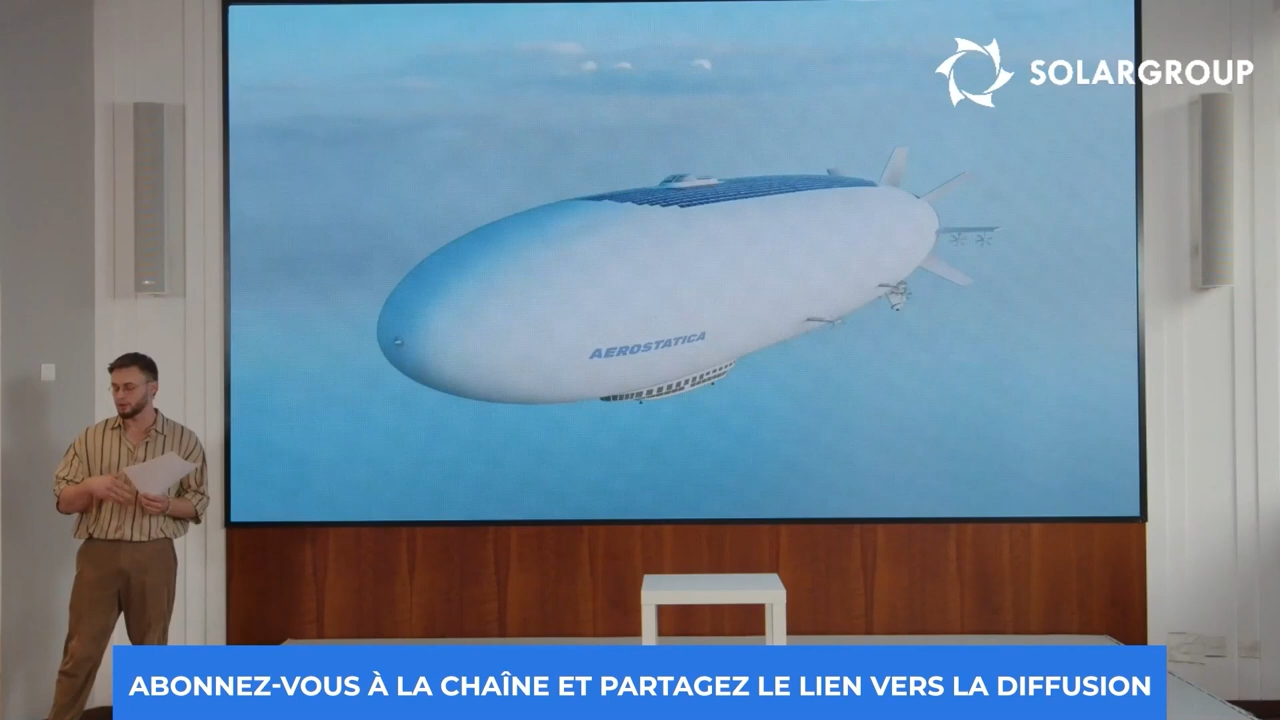 SOLARGROUP
AEROSTATICA
ABONNEZ-VOUS À LA CHAÎNE ET PARTAGEZ LE LIEN VERS LA DIFFUSION